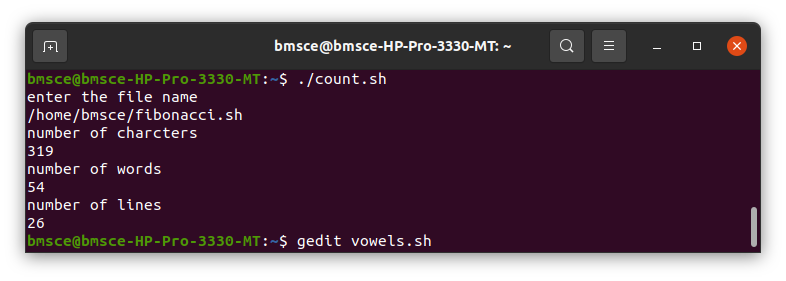 bmsce@bmsce-HP-Pro-3330-MT: ~
bmsce@bmsce-HP-Pro-3330-MT:~$ ./count.sh
enter the file name
/home/bmsce/fibonacci.sh
number of charcters
319
number of words
54
number of lines
26
bmsce@bmsce-HP-Pro-3330-MT:~$ gedit vowels.sh